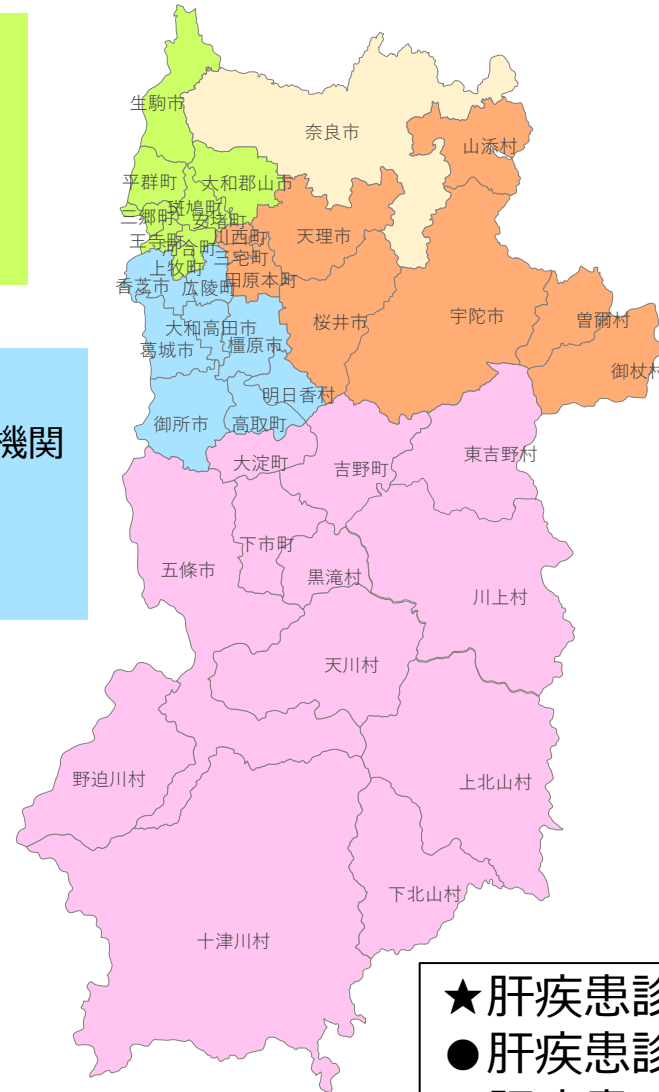 生駒市
奈良市
山添村
平群町
大和郡山市
斑鳩町
三郷町
安堵町
王寺町
河合町
川西町
天理市
三宅町
上牧町
香芝市
広陵町
田原本町
桜井市
宇陀市
曽爾村
大和高田市
橿原市
葛城市
御杖村
明日香村
御所市
高取町
機関
大淀町
吉野町
東吉野村
下市町
五條市
黒滝村
川上村
天川村
野迫川村
上北山村
下北山村
十津川村
★肝疾患診
●肝疾患診